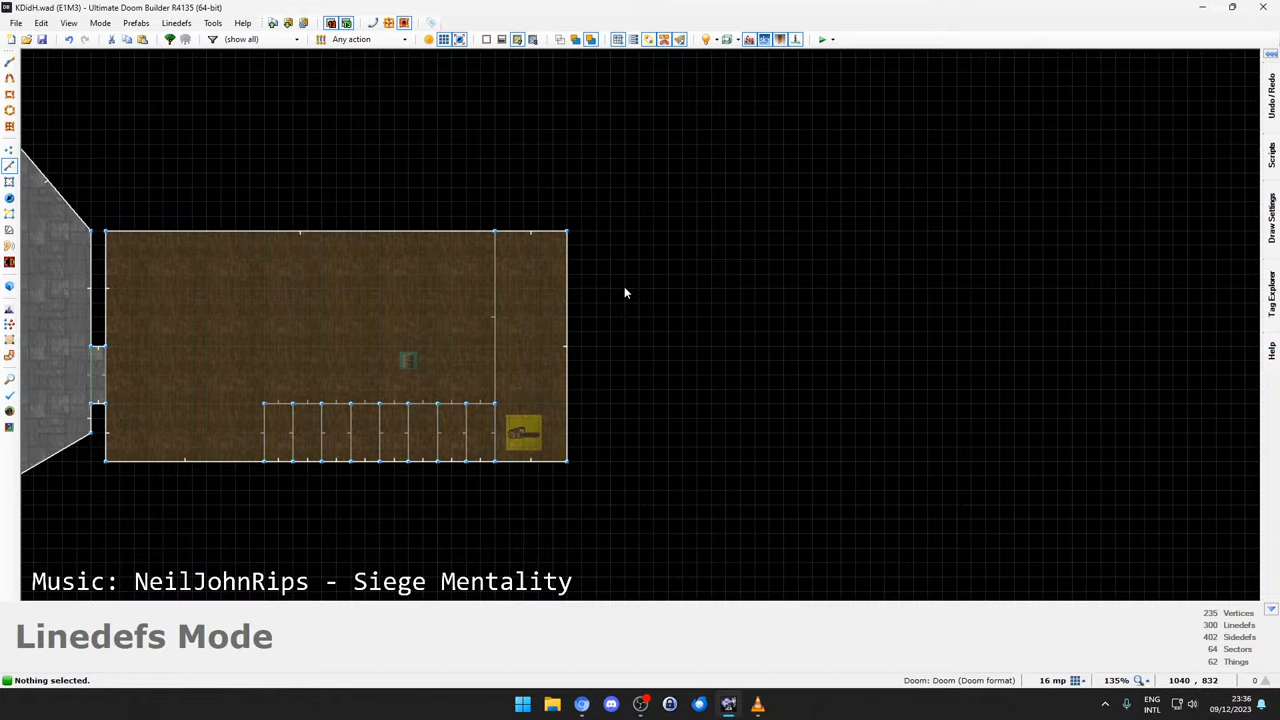 KDidH.wad (E1M3) - Ultimate Doom Builder R4135 (64-bit)
File Edit View Mode Prefabs Linedefs Tools Help
(show all) Any action
Undo / Redo
Scripts
Draw Settings
Tag Explorer
Help
Music: NeilJohnRips - Siege Mentality
Linedefs Mode
235 Vertices
300 Linedefs
402 Sidedefs
64 Sectors
62 Things
Nothing selected. Doom: Doom (Doom format) 16 mp 135% 1040 , 832 0
ENG
INTL
23:36
09/12/2023